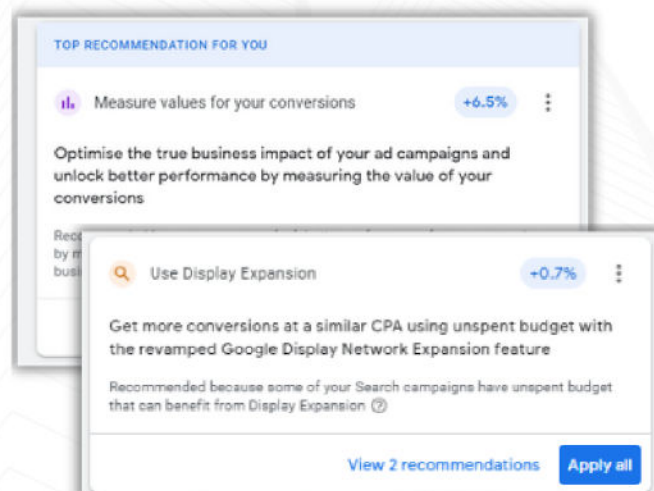 TOP RECOMMENDATION FOR YOU
Measure values for your conversions
+6.5%
Optimise the true business impact of your ad campaigns and
unlock better performance by measuring the value of your
conversions
Use Display Expansion
+0.7%
Get more conversions at a similar CPA using unspent budget with
the revamped Google Display Network Expansion feature
Recommended because some of your Search campaigns have unspent budget
that can benefit from Display Expansion
View 2 recommendations
Apply all